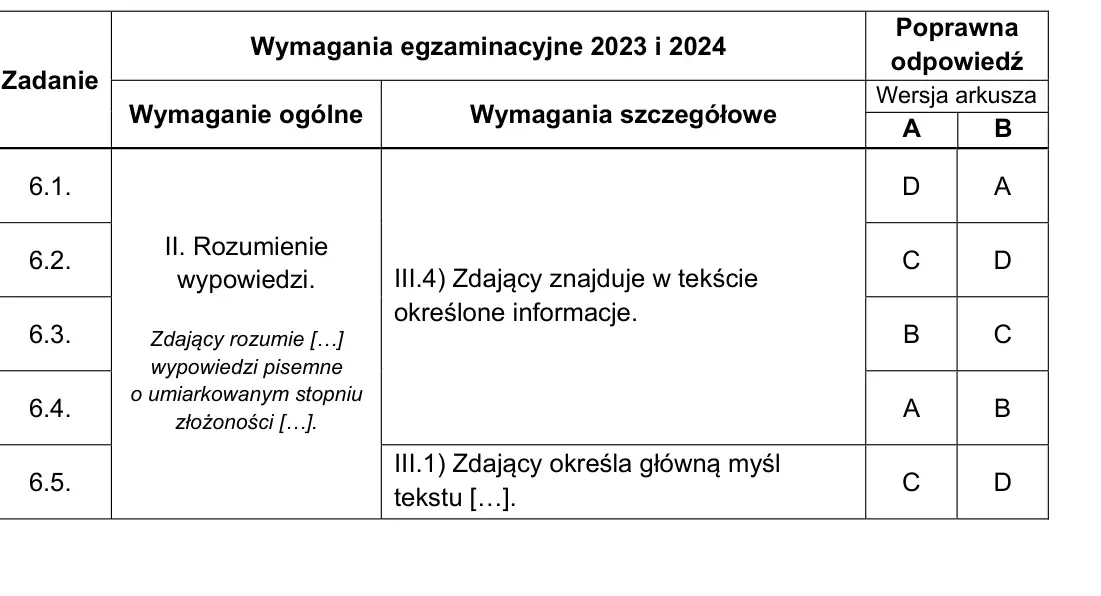 Zadanie
Wymagania egzaminacyjne 2023 i 2024
Poprawna
odpowiedź
Wymaganie ogólne
Wymagania szczegółowe
Wersja arkusza
A B
6.1.
D A
6.2.
C D
6.3.
B C
6.4.
A B
6.5.
C D
II. Rozumienie
wypowiedzi.
Zdający rozumie […]
wypowiedzi pisemne
o umiarkowanym stopniu
złożoności […].
III.4) Zdający znajduje w tekście
określone informacje.
III.1) Zdający określa główną myśl
tekstu […].